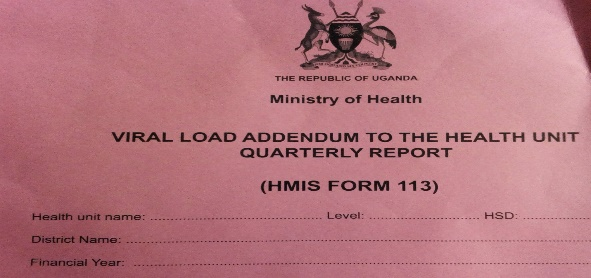 THE REPUBLIC OF UGANDA
Ministry of Health
VIRAL LOAD ADDENDUM TO THE HEALTH UNIT
QUARTERLY REPORT
(HMIS FORM 113)
Health unit name: ........................................ Level: .......................... HSD: ................
District Name: ................................................................................................
Financial Year: ...............................................................................................